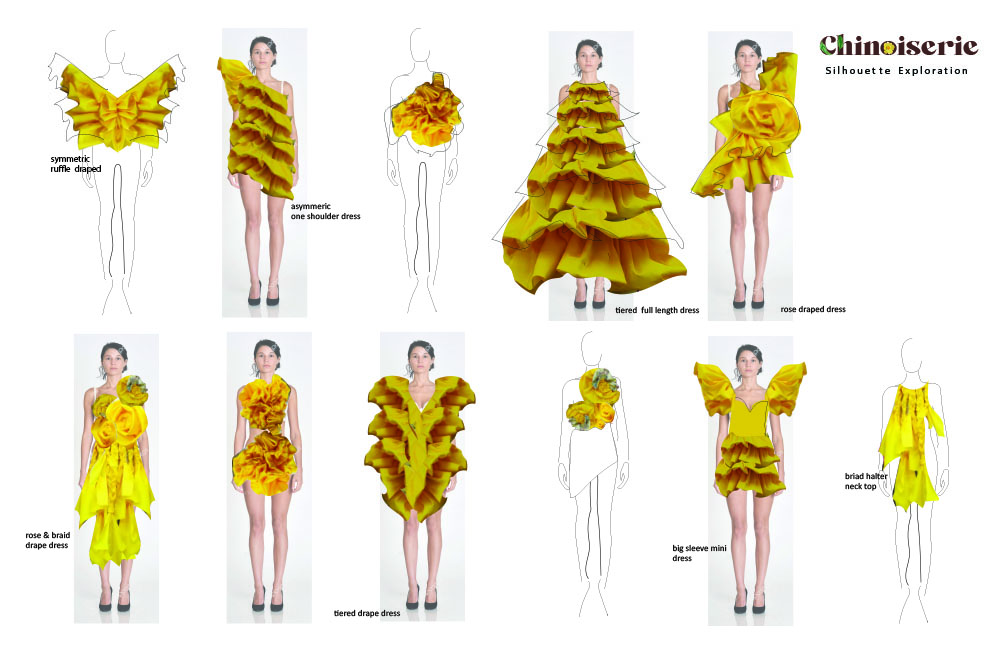 Chinoiserie
Silhouette Exploration
symmetric
ruffle draped
asymmeric
one shoulder dress
tiered full length dress
rose draped dress
rose & braid
drape dress
tiered drape dress
big sleeve mini
dress
briad halter
neck top